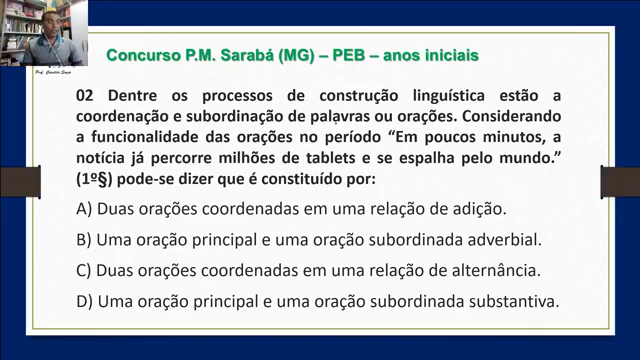 Concurso P.M. Sarabá (MG) – PEB – anos iniciais
02 Dentre os processos de construção linguística estão a
coordenação e subordinação de palavras ou orações. Considerando
a funcionalidade das orações no período “Em poucos minutos, a
notícia já percorre milhões de tablets e se espalha pelo mundo.”
(1º§) pode-se dizer que é constituído por:
A) Duas orações coordenadas em uma relação de adição.
B) Uma oração principal e uma oração subordinada adverbial.
C) Duas orações coordenadas em uma relação de alternância.
D) Uma oração principal e uma oração subordinada substantiva.